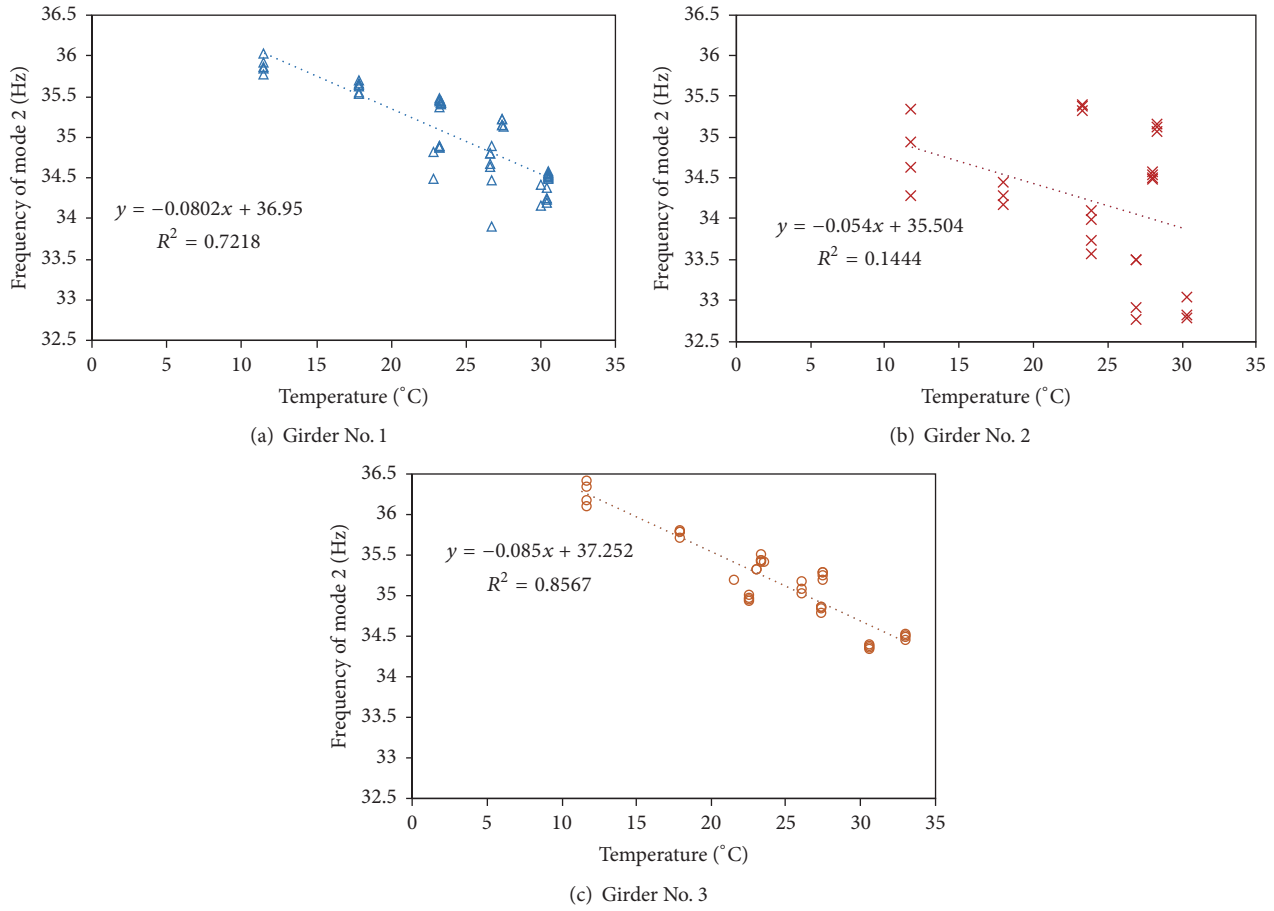 Frequency of mode 2 (Hz)
36.5
36
35.5
35
34.5
34
33.5
33
32.5
y = −0.0802x + 36.95
R² = 0.7218
0 5 10 15 20 25 30 35
Temperature (°C)
(a) Girder No. 1
Frequency of mode 2 (Hz)
36.5
36
35.5
35
34.5
34
33.5
33
32.5
y = −0.054x + 35.504
R² = 0.1444
0 5 10 15 20 25 30 35
Temperature (°C)
(b) Girder No. 2
Frequency of mode 2 (Hz)
36.5
36
35.5
35
34.5
34
33.5
33
32.5
y = −0.085x + 37.252
R² = 0.8567
0 5 10 15 20 25 30 35
Temperature (°C)
(c) Girder No. 3